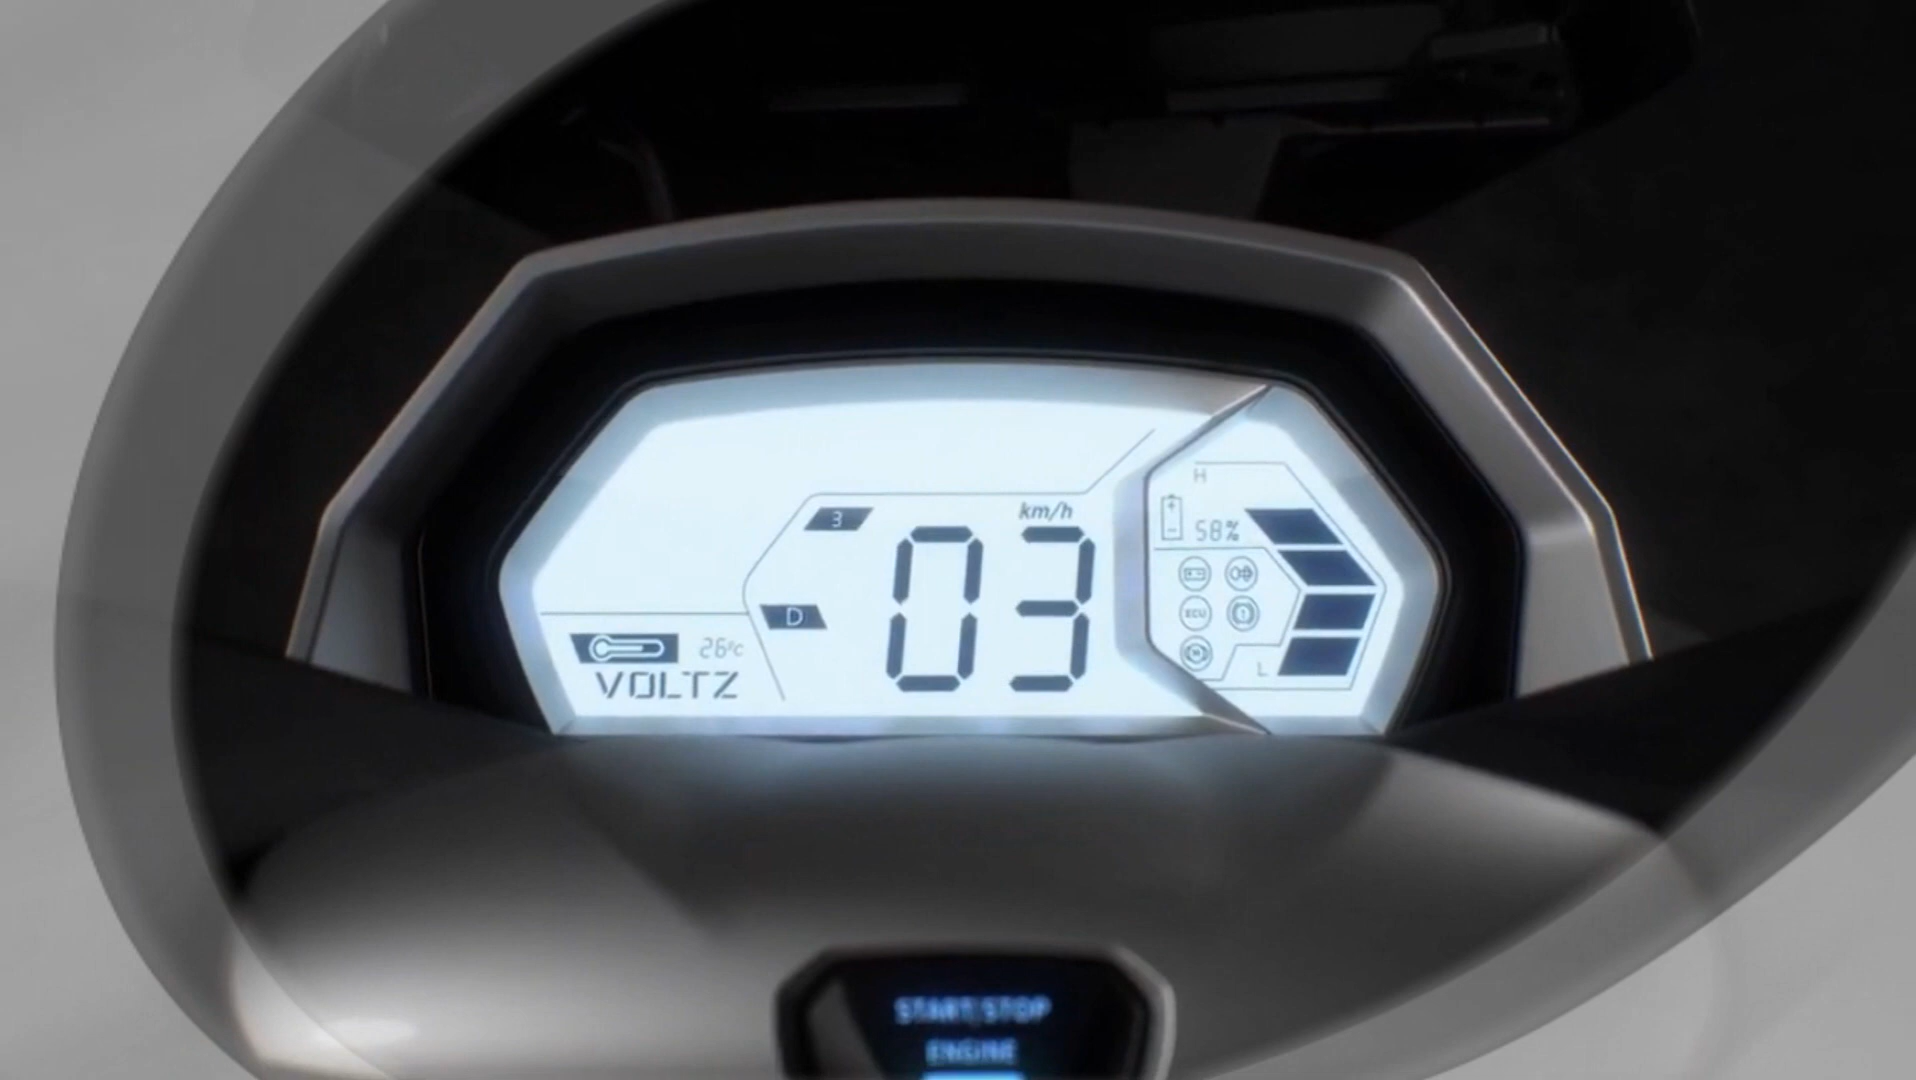 H
km/h
3
58%
03
ECU
D
26°C
L
VOLTZ
START/STOP
ENGINE